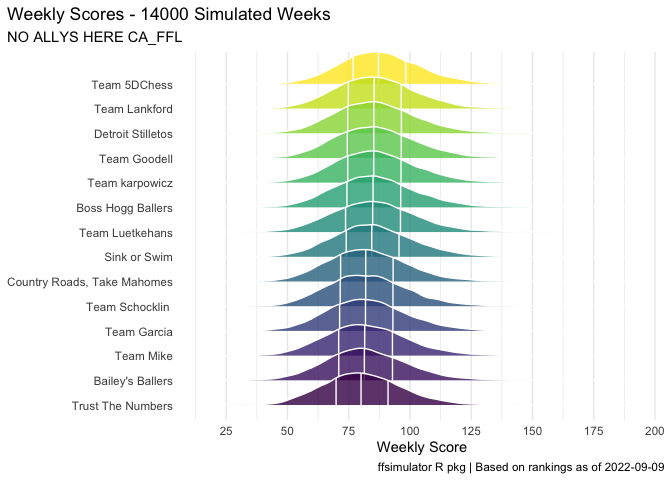 Weekly Scores - 14000 Simulated Weeks
NO ALLYS HERE CA_FFL
Team 5DChess
Team Lankford
Detroit Stilletos
Team Goodell
Team karpowicz
Boss Hogg Ballers
Team Luetkehans
Sink or Swim
Country Roads, Take Mahomes
Team Schocklin
Team Garcia
Team Mike
Bailey's Ballers
Trust The Numbers
25 50 75 100 125 150 175 200
Weekly Score
ffsimulator R pkg | Based on rankings as of 2022-09-09